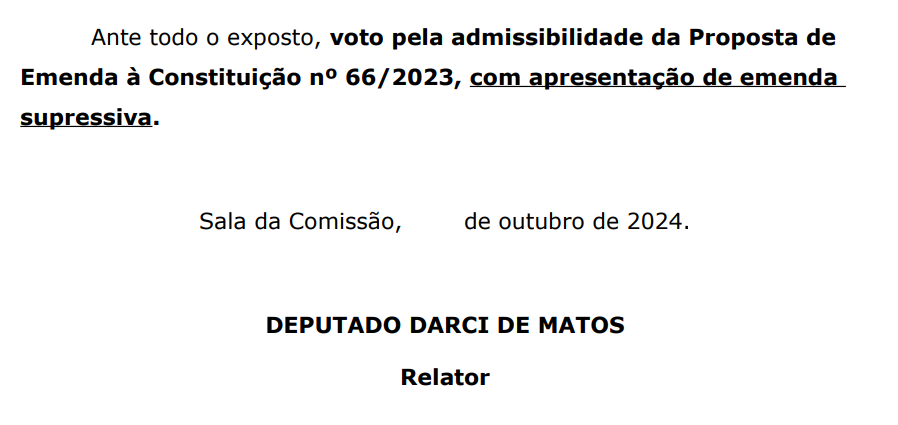 Ante todo o exposto, voto pela admissibilidade da Proposta de
Emenda à Constituição nº 66/2023, com apresentação de emenda
supressiva.
Sala da Comissão, de outubro de 2024.
DEPUTADO DARCI DE MATOS
Relator